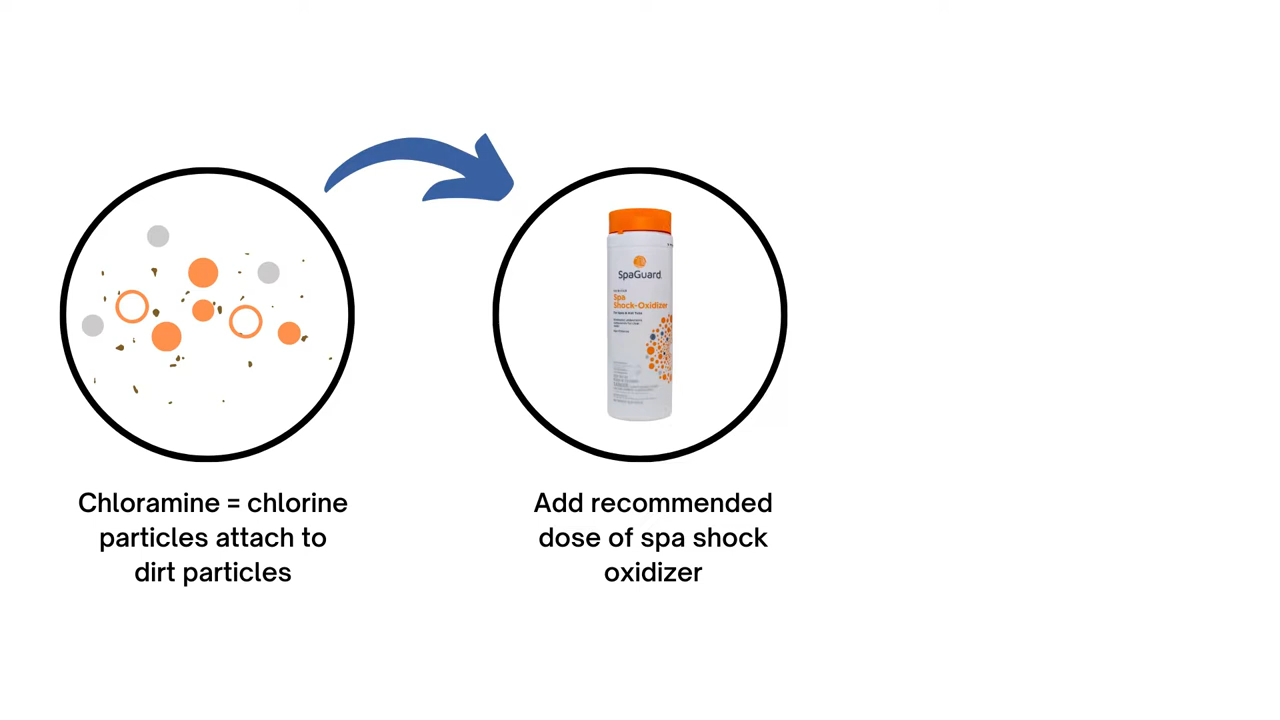 Chloramine = chlorine
particles attach to
dirt particles
SpaGuard
Spa
Shock-Oxidizer
Add recommended
dose of spa shock
oxidizer